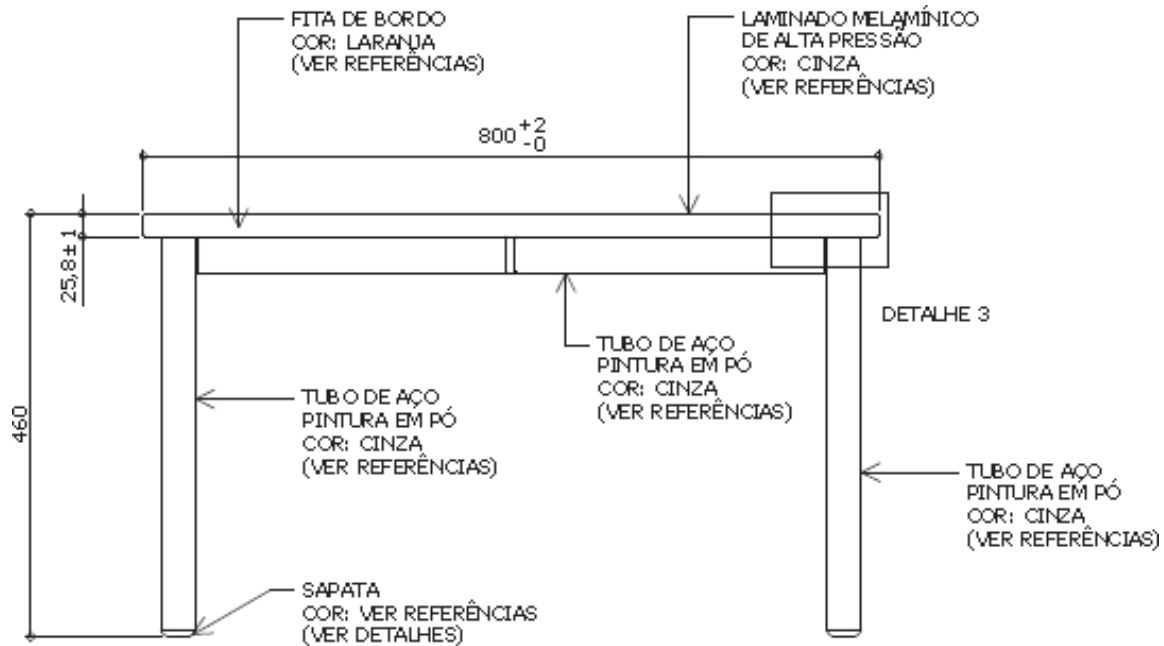 FITA DE BORDO
COR: LARANJA
(VER REFERÊNCIAS)
LAMINADO MELAMÍNICO
DE ALTA PRESSÃO
COR: CINZA
(VER REFERÊNCIAS)
800 +2
-0
25,8±1
460
DETALHE 3
TUBO DE AÇO
PINTURA EM PÓ
COR: CINZA
(VER REFERÊNCIAS)
TUBO DE AÇO
PINTURA EM PÓ
COR: CINZA
(VER REFERÊNCIAS)
TUBO DE AÇO
PINTURA EM PÓ
COR: CINZA
(VER REFERÊNCIAS)
SAPATA
COR: VER REFERÊNCIAS
(VER DETALHES)